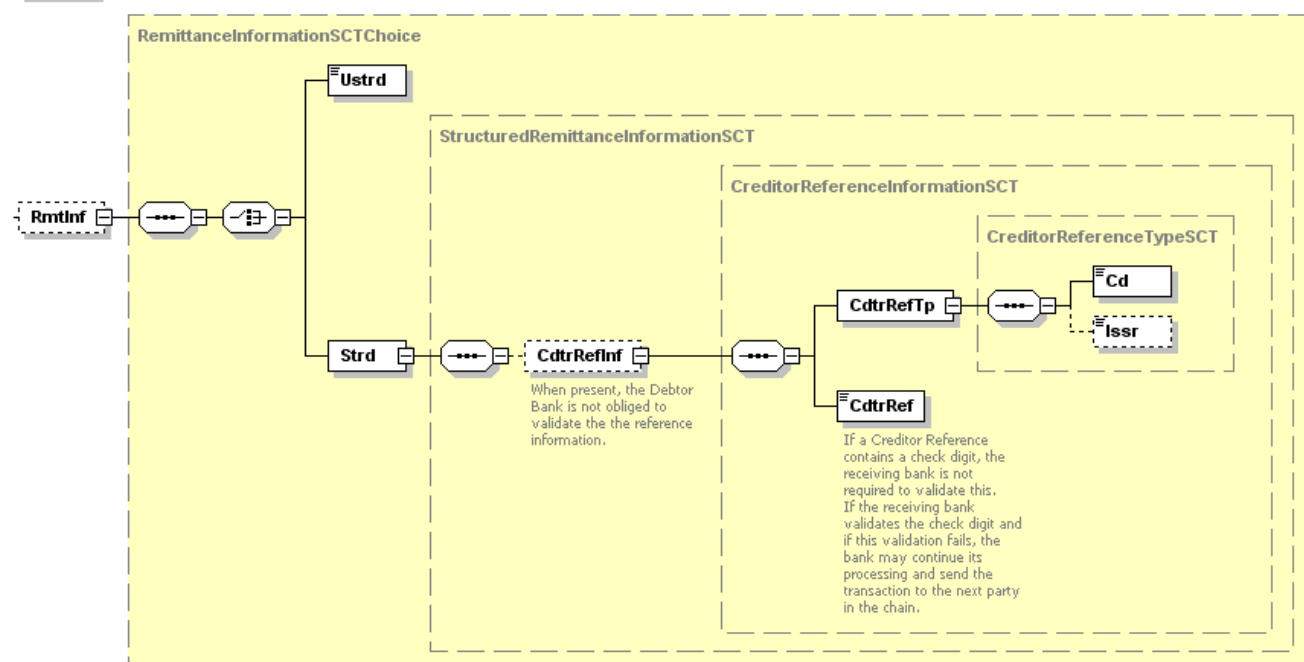 RemittanceInformationSCTChoice
Ustrd
StructuredRemittanceInformationSCT
CreditorReferenceInformationSCT
CreditorReferenceTypeSCT
RmtInf
Cd
CdtrRefTp
Issr
Strd
CdtrRefInf
When present, the Debtor
Bank is not obliged to
validate the the reference
information.
CdtrRef
If a Creditor Reference
contains a check digit, the
receiving bank is not
required to validate this.
If the receiving bank
validates the check digit and
if this validation fails, the
bank may continue its
processing and send the
transaction to the next party
in the chain.